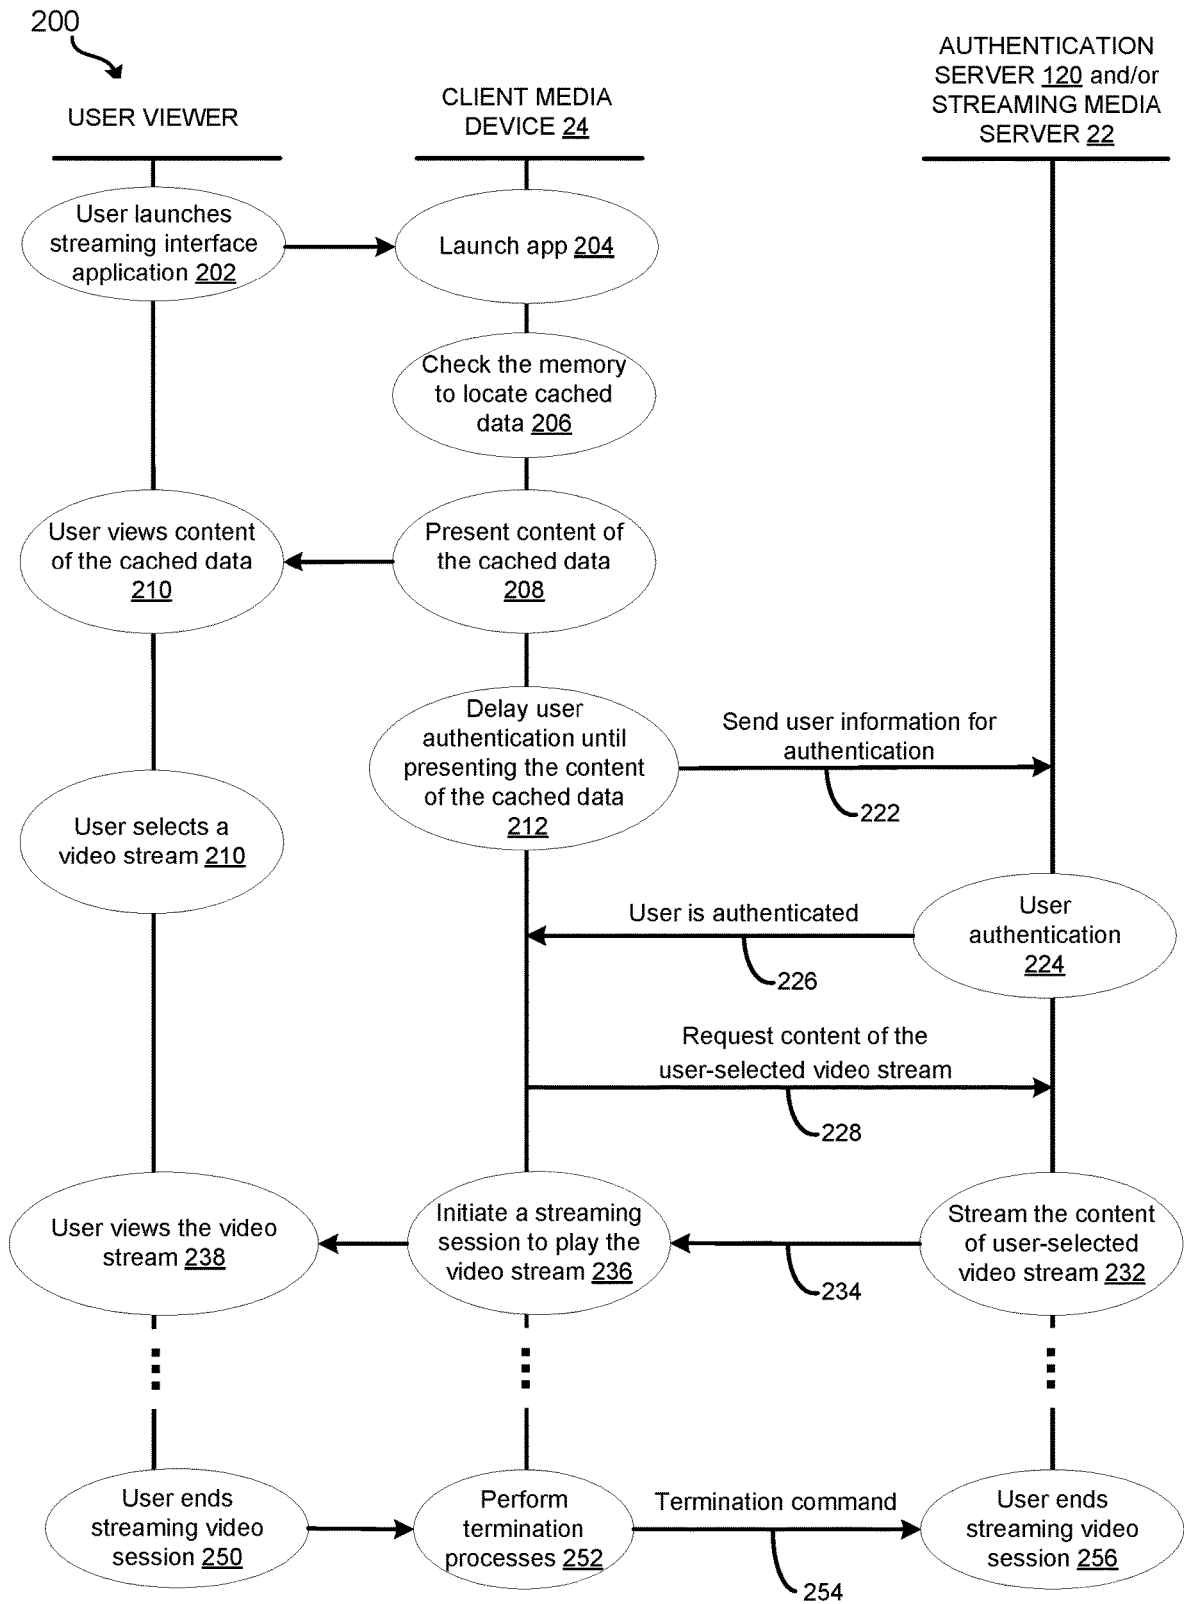 200
USER VIEWER
CLIENT MEDIA
DEVICE 24
AUTHENTICATION
SERVER 120 and/or
STREAMING MEDIA
SERVER 22
User launches
streaming interface
application 202
Launch app 204
Check the memory
to locate cached
data 206
User views content
of the cached data
210
Present content of
the cached data
208
Delay user
authentication until
presenting the content
of the cached data
212
Send user information for
authentication
222
User selects a
video stream 210
User is authenticated
226
User
authentication
224
Request content of the
user-selected video stream
228
User views the video
stream 238
Initiate a streaming
session to play the
video stream 236
234
Stream the content
of user-selected
video stream 232
User ends
streaming video
session 250
Perform
termination
processes 252
Termination command
254
User ends
streaming video
session 256